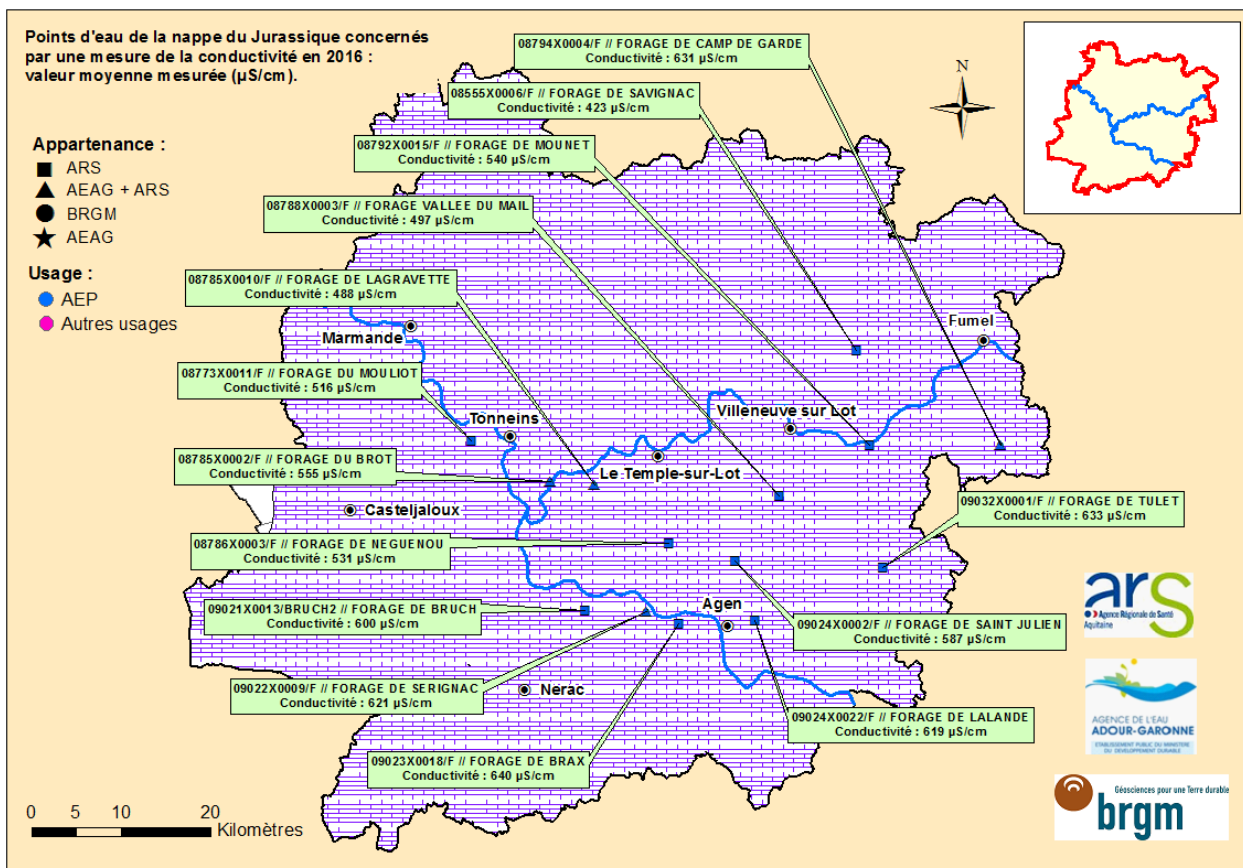 Points d'eau de la nappe du Jurassique concernés
par une mesure de la conductivité en 2016 :
valeur moyenne mesurée (µS/cm).
Appartenance :
ARS
AEAG + ARS
BRGM
AEAG
Usage :
AEP
Autres usages
08794X0004/F // FORAGE DE CAMP DE GARDE
Conductivité : 631 µS/cm
08555X0006/F // FORAGE DE SAVIGNAC
Conductivité : 423 µS/cm
08792X0015/F // FORAGE DE MOUNET
Conductivité : 540 µS/cm
08788X0003/F // FORAGE VALLEE DU MAIL
Conductivité : 497 µS/cm
08785X0010/F // FORAGE DE LAGRAVETTE
Conductivité : 488 µS/cm
08773X0011/F // FORAGE DU MOULIOT
Conductivité : 516 µS/cm
08785X0002/F // FORAGE DU BROT
Conductivité : 555 µS/cm
08786X0003/F // FORAGE DE NEGUENOU
Conductivité : 531 µS/cm
09021X0013/BRUCH2 // FORAGE DE BRUCH
Conductivité : 600 µS/cm
09022X0009/F // FORAGE DE SERIGNAC
Conductivité : 621 µS/cm
09023X0018/F // FORAGE DE BRAX
Conductivité : 640 µS/cm
09032X0001/F // FORAGE DE TULET
Conductivité : 633 µS/cm
09024X0002/F // FORAGE DE SAINT JULIEN
Conductivité : 587 µS/cm
09024X0022/F // FORAGE DE LALANDE
Conductivité : 619 µS/cm
N
Marmande
Fumel
Tonneins
Villeneuve sur Lot
Le Temple-sur-Lot
Casteljaloux
Agen
Nerac
0 5 10 20
Kilomètres
ars
Agence Régionale de Santé
Aquitaine
AGENCE DE L'EAU
ADOUR-GARONNE
ETABLISSEMENT PUBLIC DU MINISTERE
DU DEVELOPPEMENT DURABLE
Géosciences pour une Terre durable
brgm